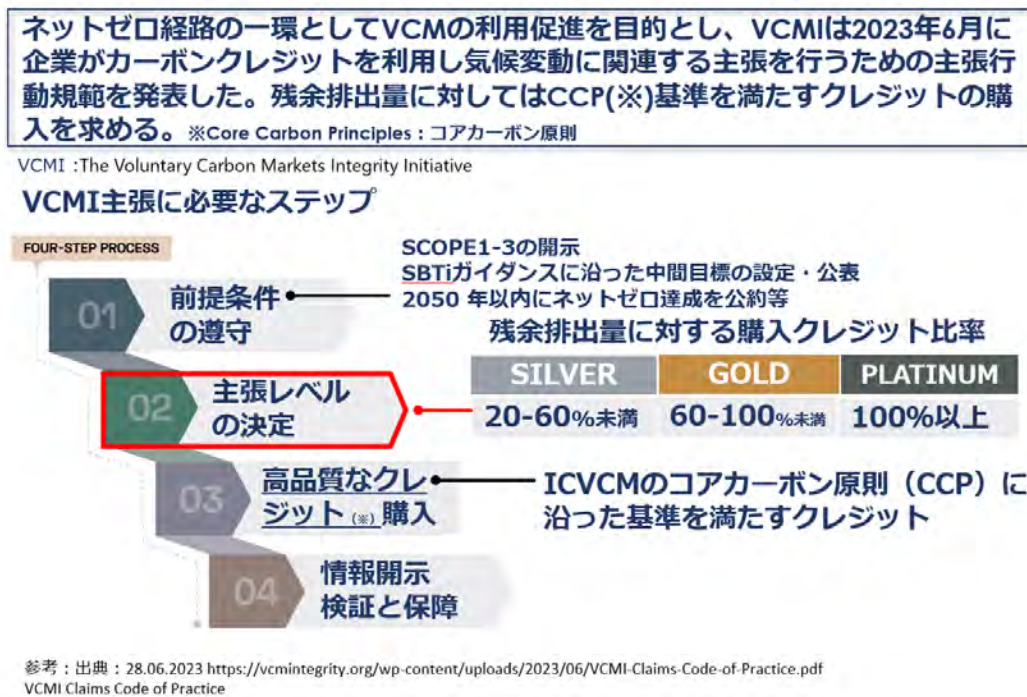 ネットゼロ経路の一環としてVCMの利用促進を目的とし、VCMIは2023年6月に
企業がカーボンクレジットを利用し気候変動に関連する主張を行うための主張行
動規範を発表した。残余排出量に対してはCCP(※)基準を満たすクレジットの購
入を求める。※Core Carbon Principles：コアカーボン原則
VCMI :The Voluntary Carbon Markets Integrity Initiative
VCMI主張に必要なステップ
FOUR-STEP PROCESS
01
前提条件
の遵守
SCOPE1-3の開示
SBTiガイダンスに沿った中間目標の設定・公表
2050 年以内にネットゼロ達成を公約等
残余排出量に対する購入クレジット比率
SILVER GOLD PLATINUM
20-60%未満 60-100%未満 100%以上
02
主張レベル
の決定
03
高品質なクレ
ジット(※)購入
ICVCMのコアカーボン原則（CCP）に
沿った基準を満たすクレジット
04
情報開示
検証と保障
参考：出典：28.06.2023 https://vcmintegrity.org/wp-content/uploads/2023/06/VCMI-Claims-Code-of-Practice.pdf
VCMI Claims Code of Practice